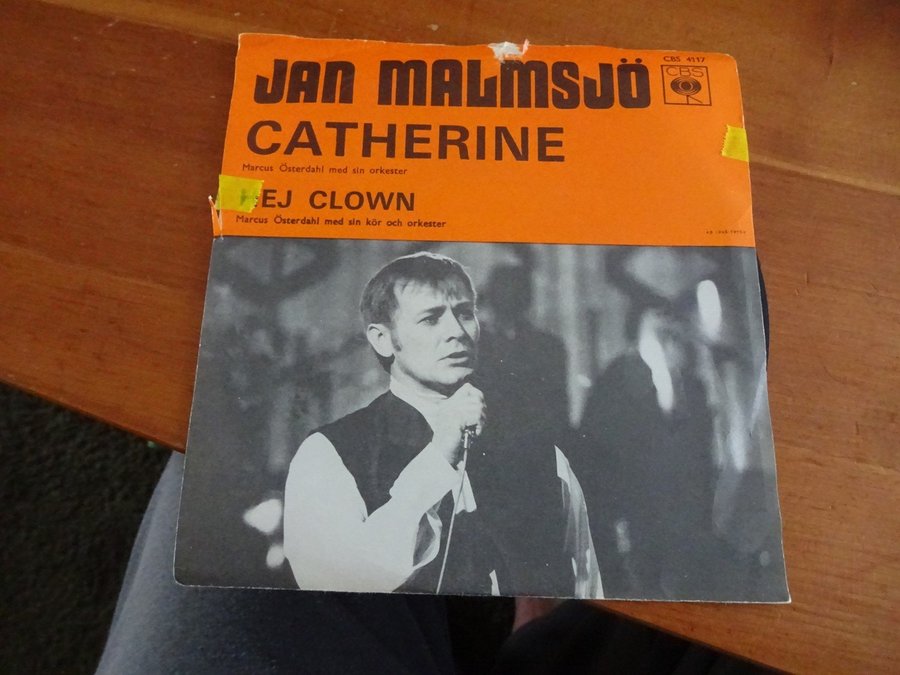 JAN MALMSJÖ
CBS 4117
CBS
CATHERINE
Marcus Österdahl med sin orkester
HEJ CLOWN
Marcus Österdahl med sin kör och orkester